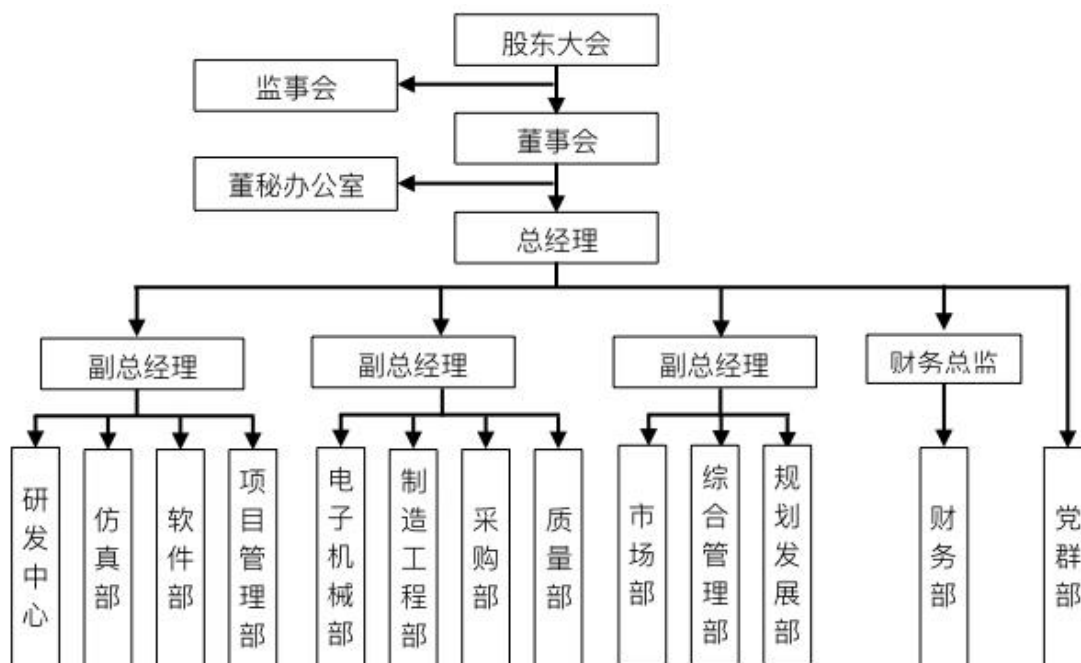 股东大会
监事会
董事会
董秘办公室
总经理
副总经理
副总经理
副总经理
财务总监
研发中心
仿真部
软件部
项目管理部
电子机械部
制造工程部
采购部
质量部
市场部
综合管理部
规划发展部
财务部
党群部